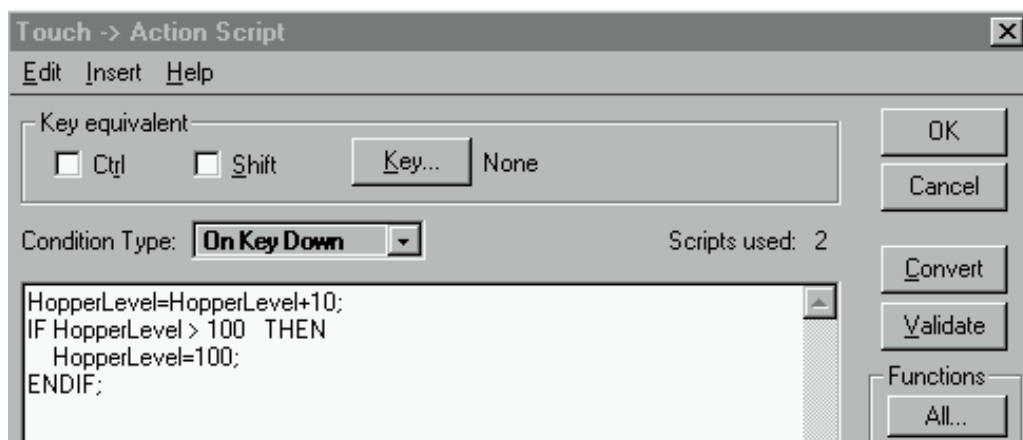 Touch -> Action Script
Edit Insert Help
Key equivalent
Ctrl Shift Key... None
OK
Cancel
Condition Type: On Key Down Scripts used: 2
Convert
HopperLevel=HopperLevel+10;
IF HopperLevel > 100 THEN
HopperLevel=100;
ENDIF;
Validate
Functions
All...